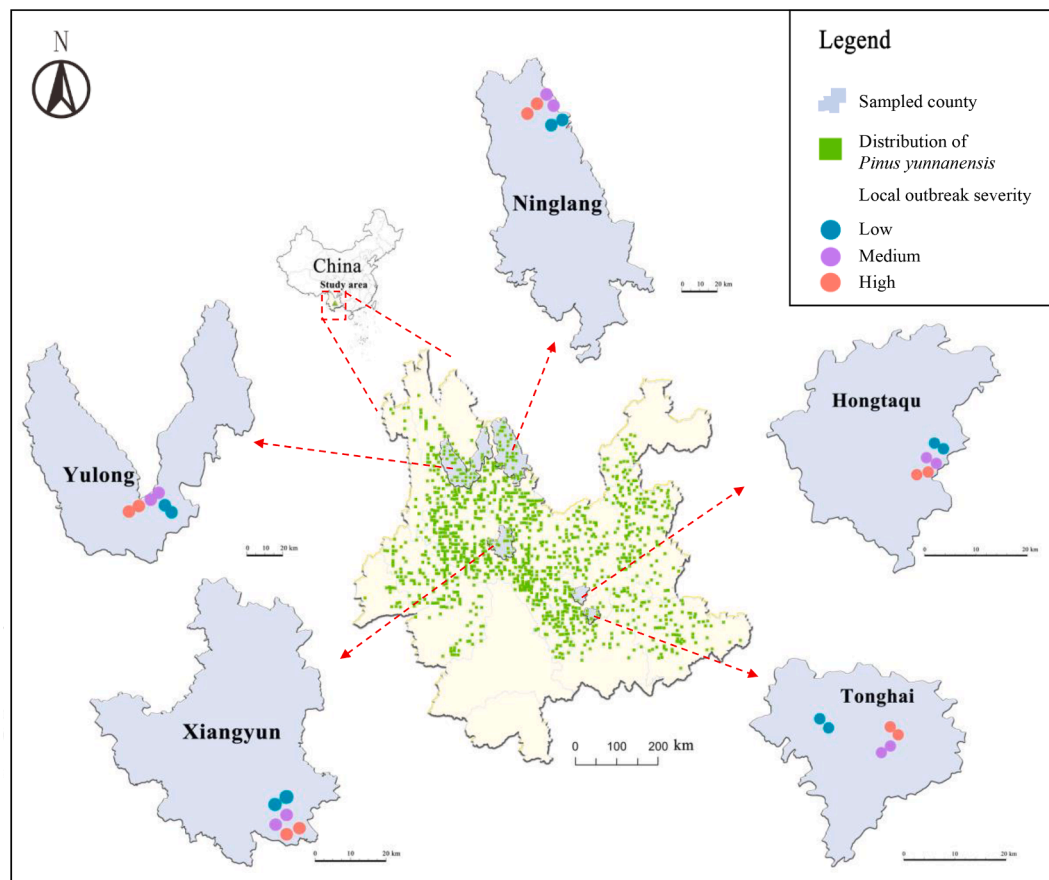 N
Legend
Sampled county
Distribution of
Pinus yunnanensis
Local outbreak severity
Low
Medium
High
Ninglang
0 10 20 km
China
Study area
Yulong
0 10 20 km
Hongtaqu
0 10 20 km
Xiangyun
0 10 20 km
0 100 200 km
Tonghai
0 10 20 km